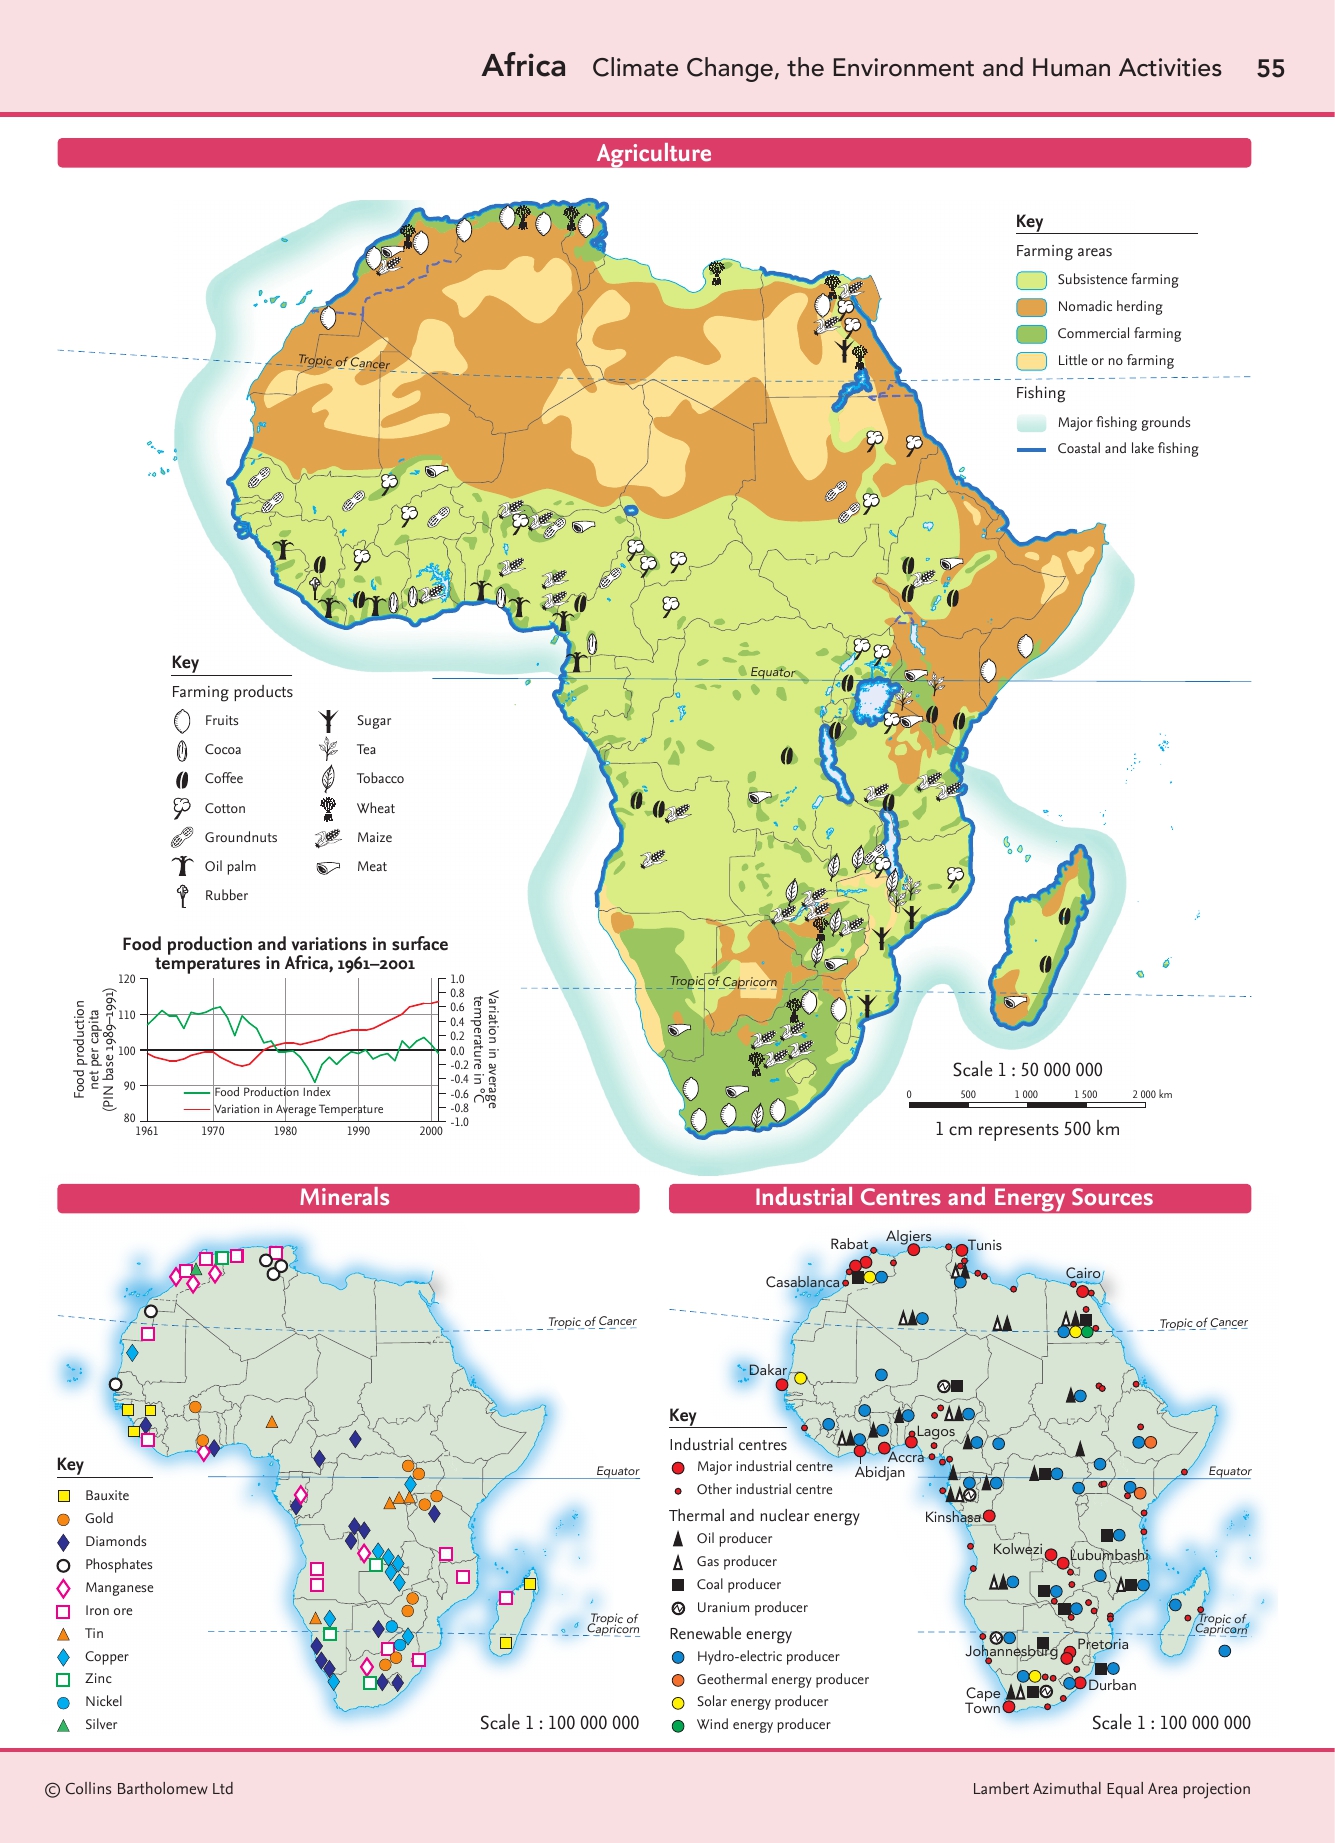 Africa Climate Change, the Environment and Human Activities 55
Agriculture
Key
Farming areas
Subsistence farming
Nomadic herding
Commercial farming
Little or no farming
Fishing
Major fishing grounds
Coastal and lake fishing
Tropic of Cancer
Equator
Tropic of Capricorn
Key
Farming products
Fruits
Cocoa
Coffee
Cotton
Groundnuts
Oil palm
Rubber
Sugar
Tea
Tobacco
Wheat
Maize
Meat
Food production and variations in surface
temperatures in Africa, 1961–2001
Food production
net per capita
(PIN base 1989–1991)
120
110
100
90
80
1961 1970 1980 1990 2000
1.0
0.8
0.6
0.4
0.2
0.0
-0.2
-0.4
-0.6
-0.8
-1.0
Variation in average
temperature in °C
Food Production Index
Variation in Average Temperature
Scale 1 : 50 000 000
0 500 1 000 1 500 2 000 km
1 cm represents 500 km
Minerals
Tropic of Cancer
Equator
Tropic of
Capricorn
Key
Bauxite
Gold
Diamonds
Phosphates
Manganese
Iron ore
Tin
Copper
Zinc
Nickel
Silver
Scale 1 : 100 000 000
Industrial Centres and Energy Sources
Rabat
Algiers
Tunis
Casablanca
Cairo
Tropic of Cancer
Dakar
Lagos
Accra
Abidjan
Equator
Kinshasa
Kolwezi
Lubumbashi
Tropic of
Capricorn
Johannesburg
Pretoria
Durban
Cape
Town
Key
Industrial centres
Major industrial centre
Other industrial centre
Thermal and nuclear energy
Oil producer
Gas producer
Coal producer
Uranium producer
Renewable energy
Hydro-electric producer
Geothermal energy producer
Solar energy producer
Wind energy producer
Scale 1 : 100 000 000
© Collins Bartholomew Ltd
Lambert Azimuthal Equal Area projection